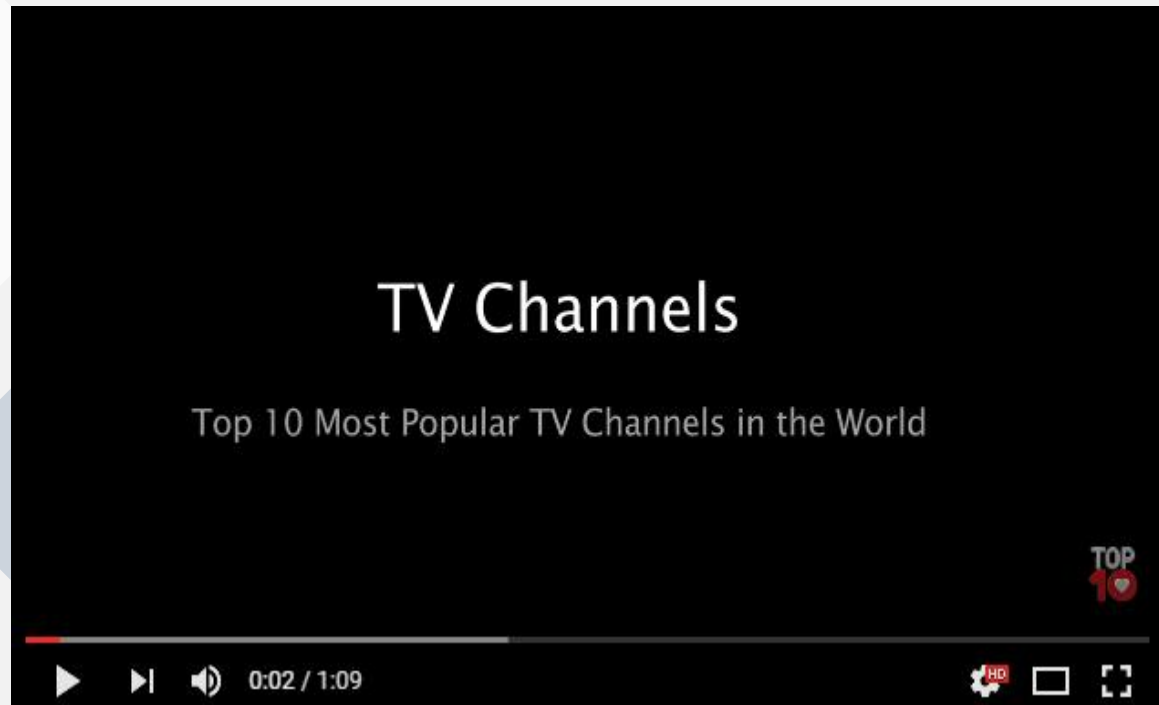 TV Channels
Top 10 Most Popular TV Channels in the World
TOP
10
0:02 / 1:09
HD